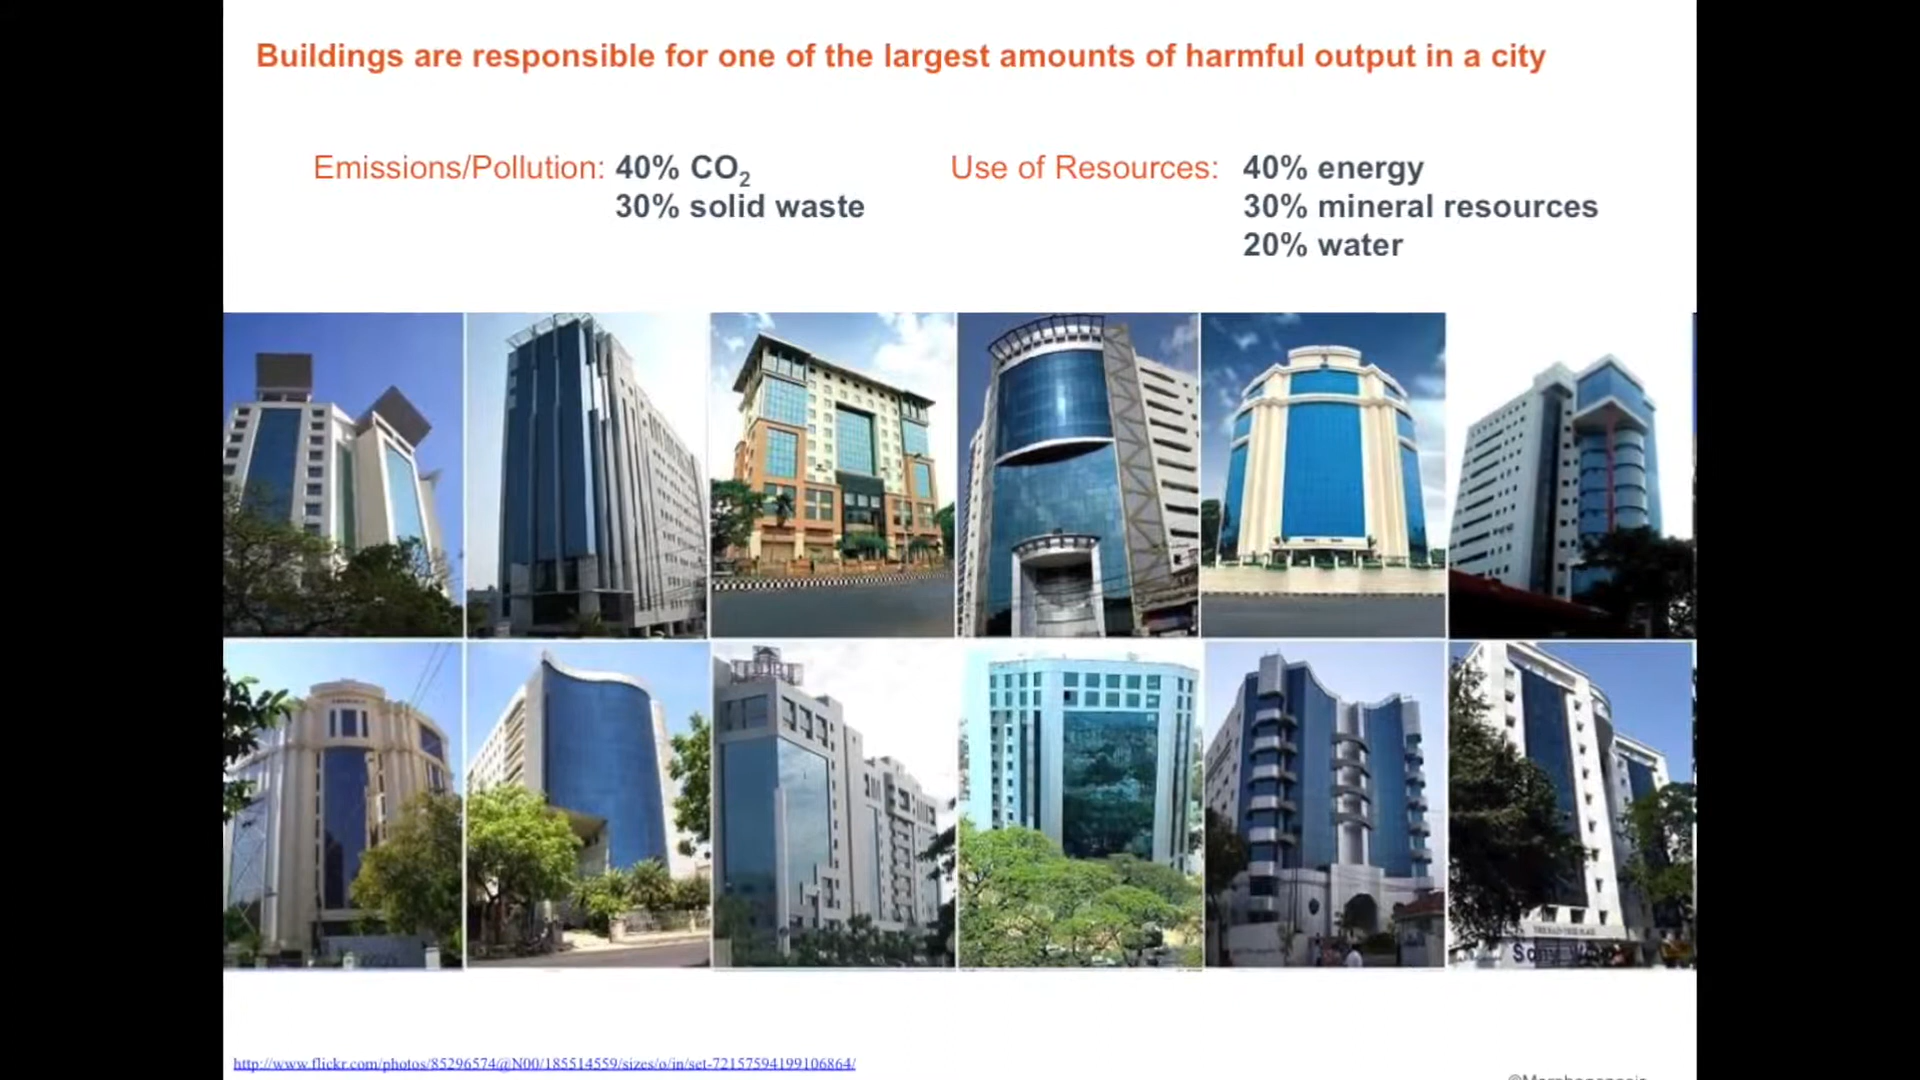 Buildings are responsible for one of the largest amounts of harmful output in a city
Emissions/Pollution: 40% CO₂
30% solid waste
Use of Resources: 40% energy
30% mineral resources
20% water
http://www.flickr.com/photos/85296574@N00/185514559/sizes/o/in/set-72157594199106864/